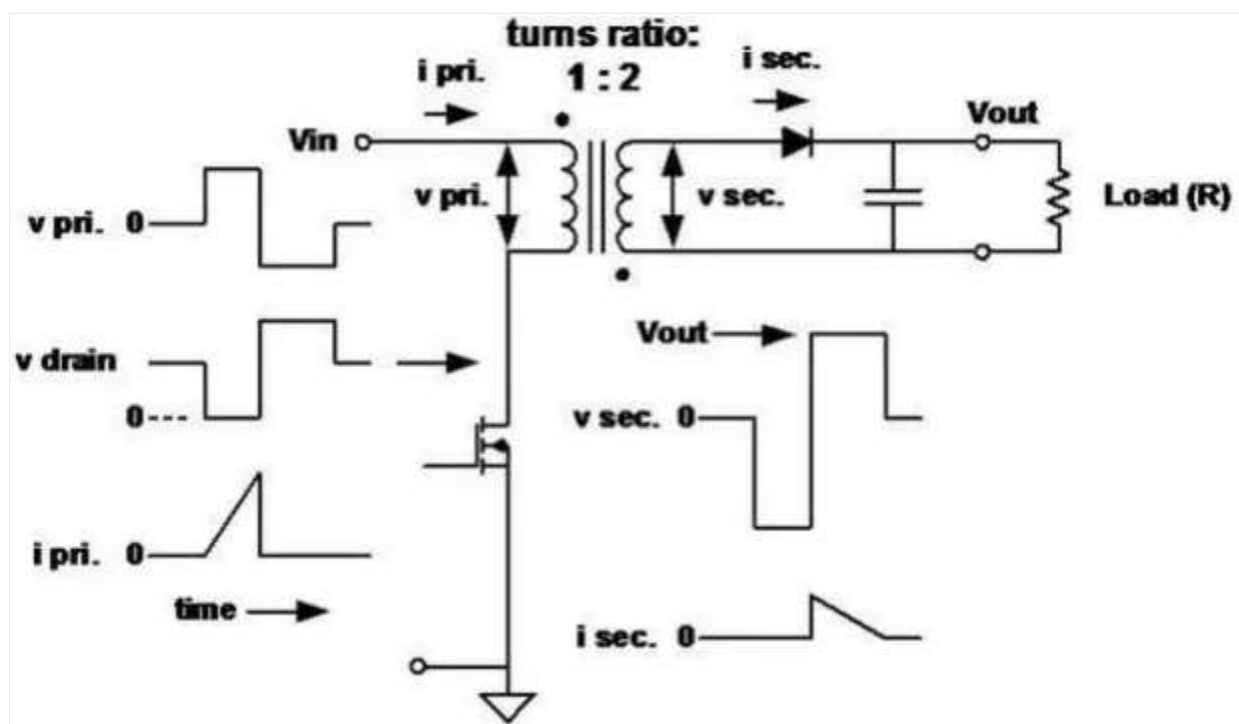 turns ratio:
1 : 2
i pri.
i sec.
Vin
Vout
v pri.
v sec.
Load (R)
v pri. 0
v drain
0
i pri. 0
time
Vout
v sec. 0
i sec. 0